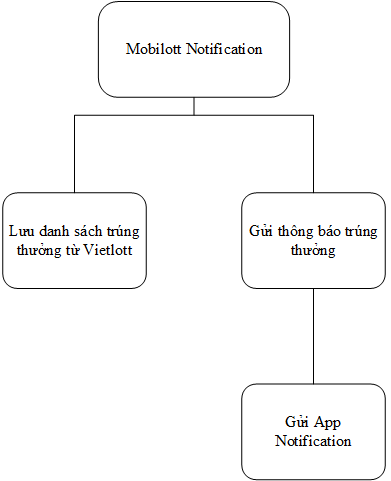 Mobilott Notification
Lưu danh sách trúng
thưởng từ Vietlott
Gửi thông báo trúng
thưởng
Gửi App
Notification